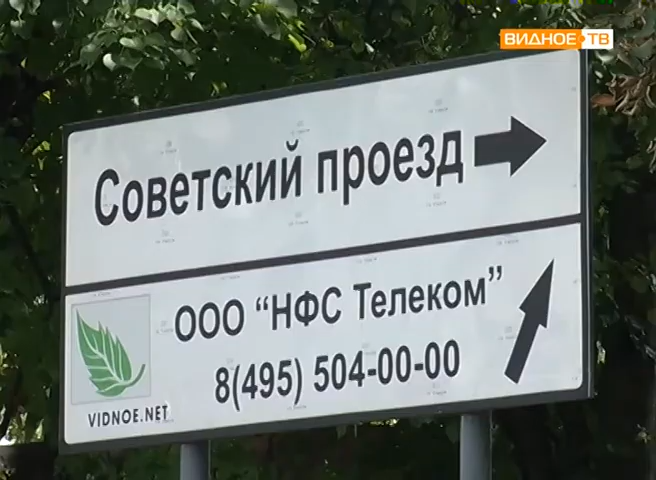 ВИДНОЕ ТВ
Советский проезд
ООО “НФС Телеком”
8(495) 504-00-00
VIDNOE.NET